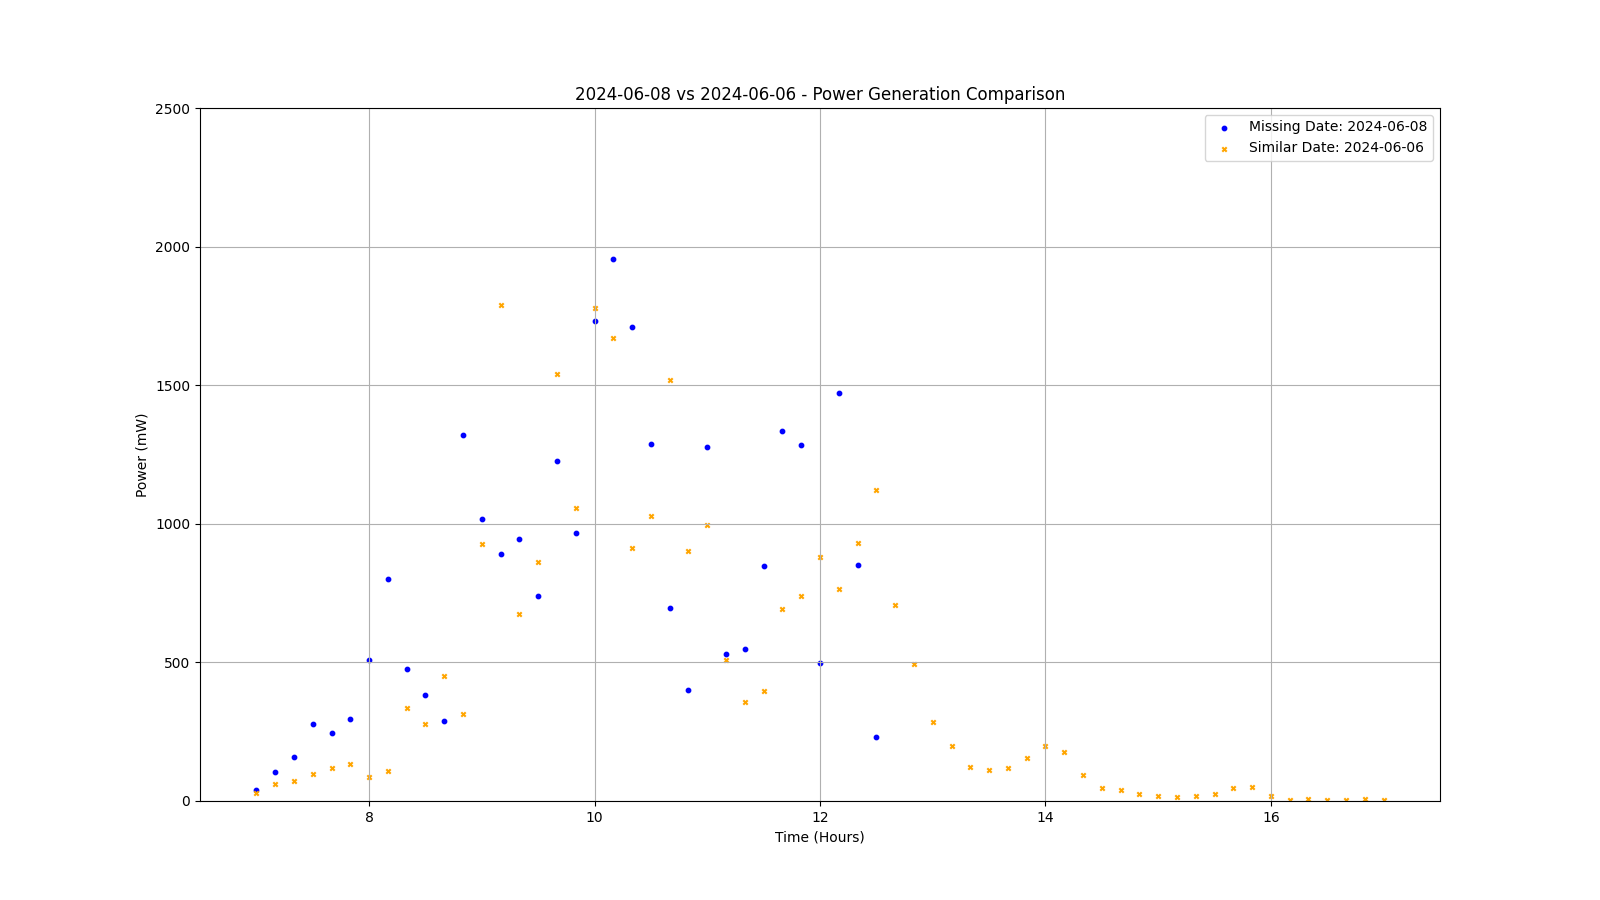 2024-06-08 vs 2024-06-06 - Power Generation Comparison
Missing Date: 2024-06-08
Similar Date: 2024-06-06
Power (mW)
2500
2000
1500
1000
500
0
8 10 12 14 16
Time (Hours)